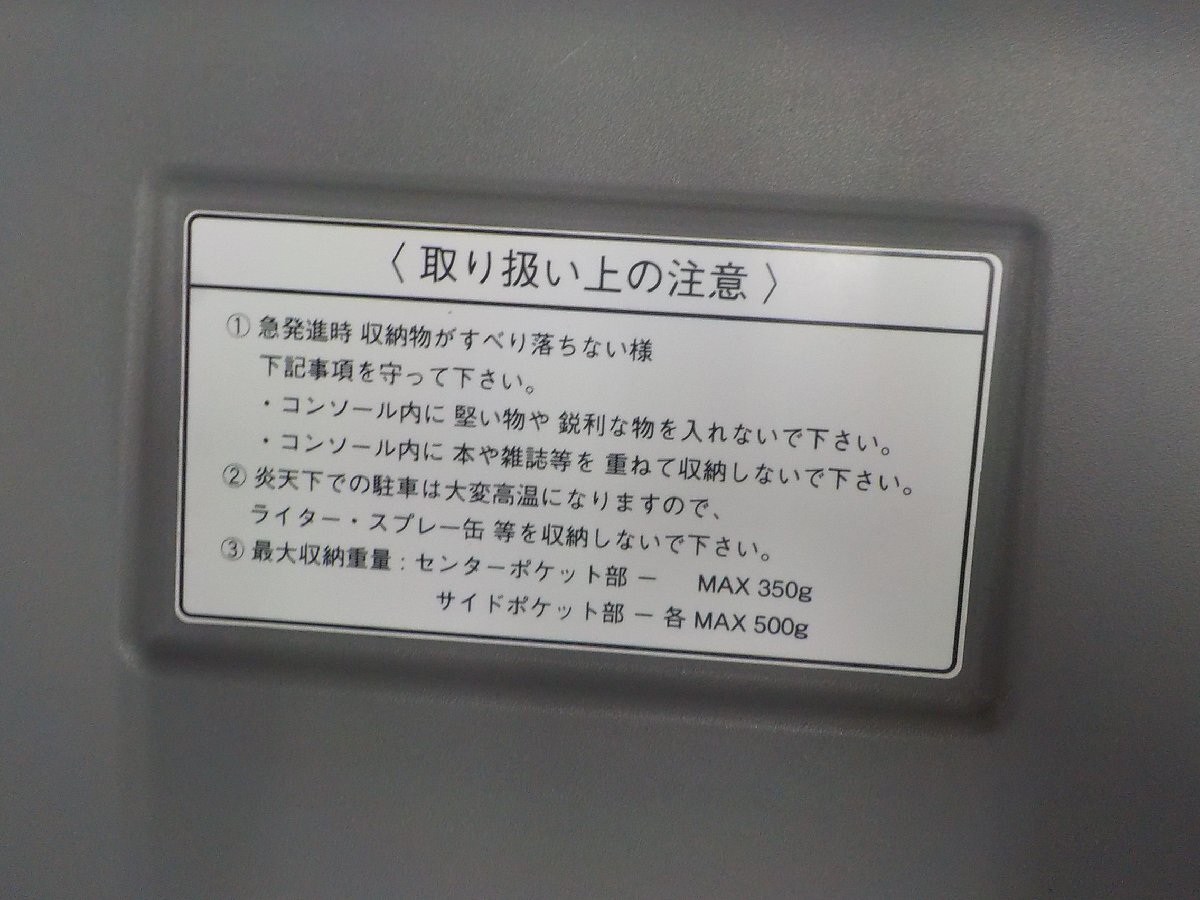 〈 取り扱い上の注意 〉
① 急発進時 収納物がすべり落ちない様
下記事項を守って下さい。
・コンソール内に 堅い物や 鋭利な物を入れないで下さい。
・コンソール内に 本や雑誌等を 重ねて収納しないで下さい。
② 炎天下での駐車は大変高温になりますので、
ライター・スプレー缶 等を収納しないで下さい。
③ 最大収納重量 : センターポケット部 － MAX 350g
サイドポケット部 － 各 MAX 500g